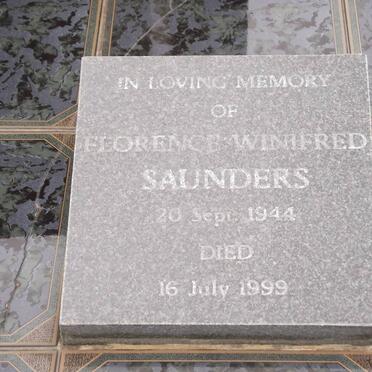 IN LOVING MEMORY
OF
FLORENCE WINIFRED
SAUNDERS
20 Sept. 1944
DIED
16 July 1999